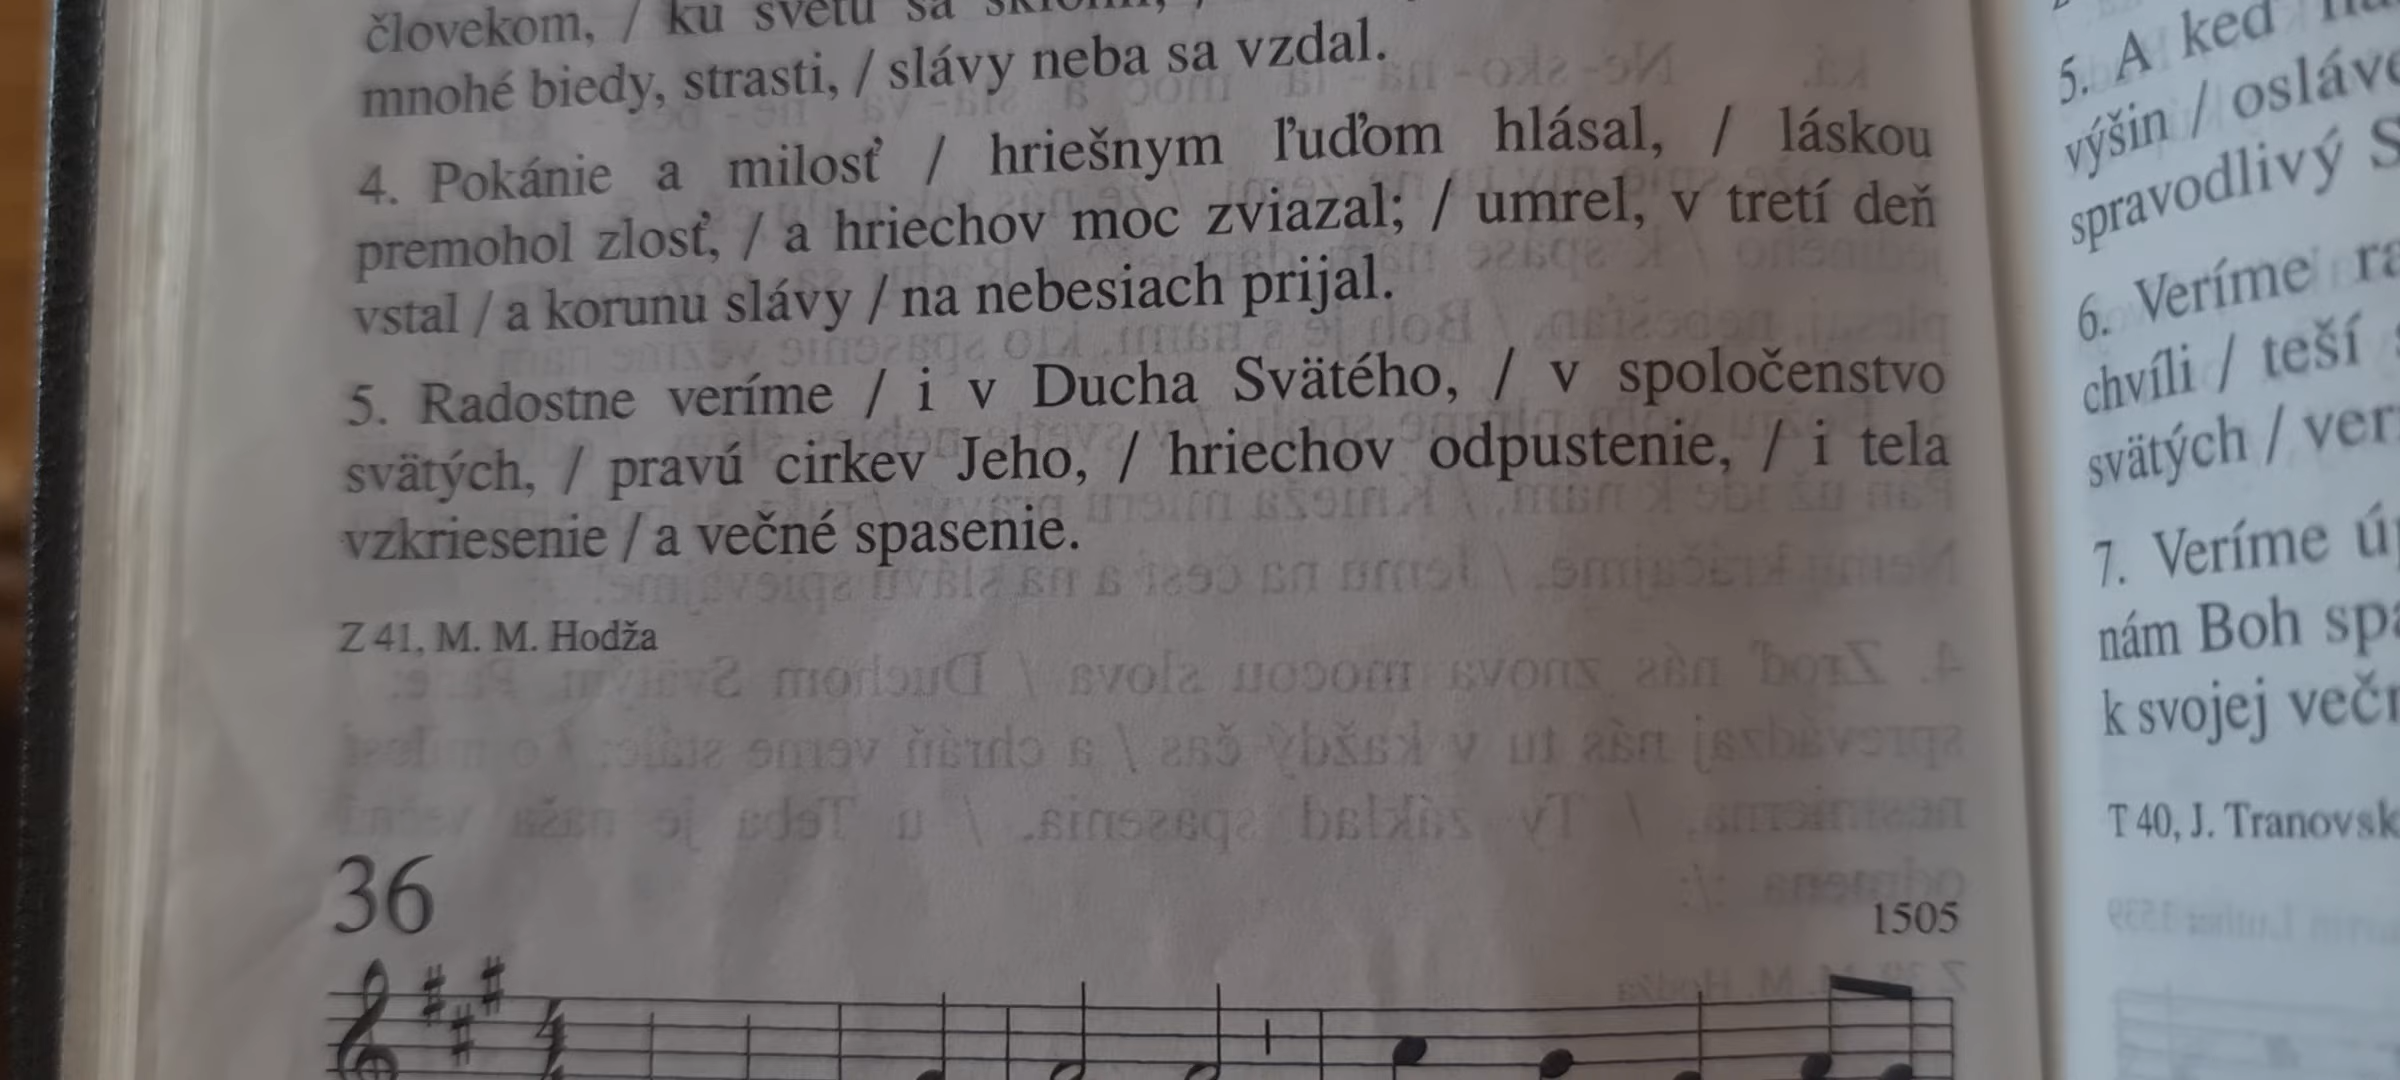 človekom, / ku svetu sa
mnohé biedy, strasti, / slávy neba sa vzdal.
4. Pokánie a milosť / hriešnym ľuďom hlásal, / láskou
premohol zlosť, / a hriechov moc zviazal; / umrel, v tretí deň
vstal / a korunu slávy / na nebesiach prijal.
5. Radostne veríme / i v Ducha Svätého, / v spoločenstvo
svätých, / pravú cirkev Jeho, / hriechov odpustenie, / i tela
vzkriesenie / a večné spasenie.
Z 41, M. M. Hodža
36
1505
5. A keď
výšin / osláv
spravodlivý S
6. Veríme
chvíli / teší
svätých / ver
7. Veríme
nám Boh
k svojej
T 40, J. Tranovsk